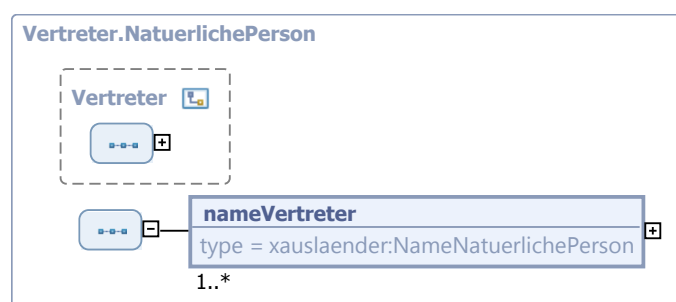 Vertreter.NatuerlichePerson
Vertreter
nameVertreter
type = xauslaender:NameNatuerlichePerson
1..*